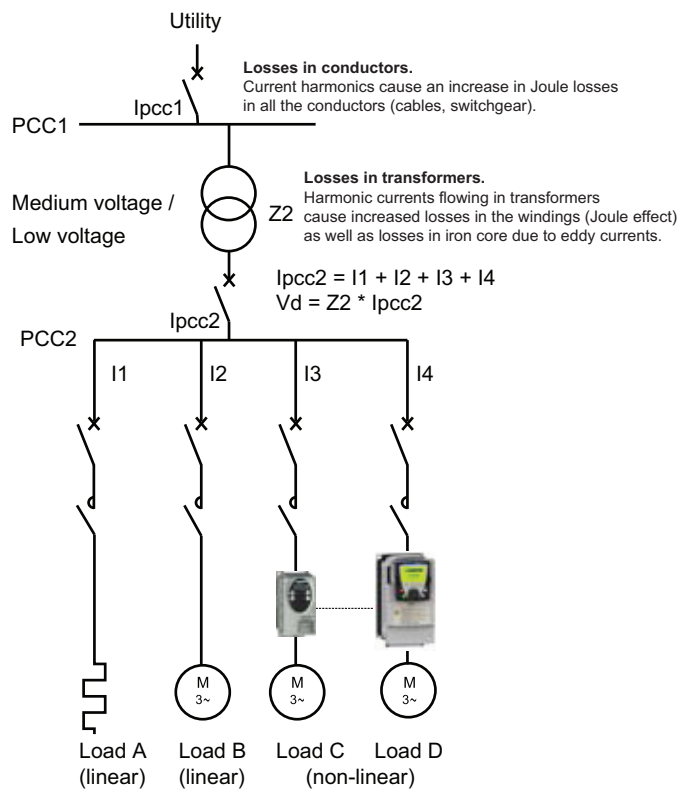 Utility
Losses in conductors.
Current harmonics cause an increase in Joule losses
in all the conductors (cables, switchgear).
Ipcc1
PCC1
Losses in transformers.
Harmonic currents flowing in transformers
cause increased losses in the windings (Joule effect)
as well as losses in iron core due to eddy currents.
Medium voltage /
Low voltage
Z2
Ipcc2 = I1 + I2 + I3 + I4
Vd = Z2 * Ipcc2
Ipcc2
PCC2
I1 I2 I3 I4
M M M
3~ 3~ 3~
Load A Load B Load C Load D
(linear) (linear) (non-linear)